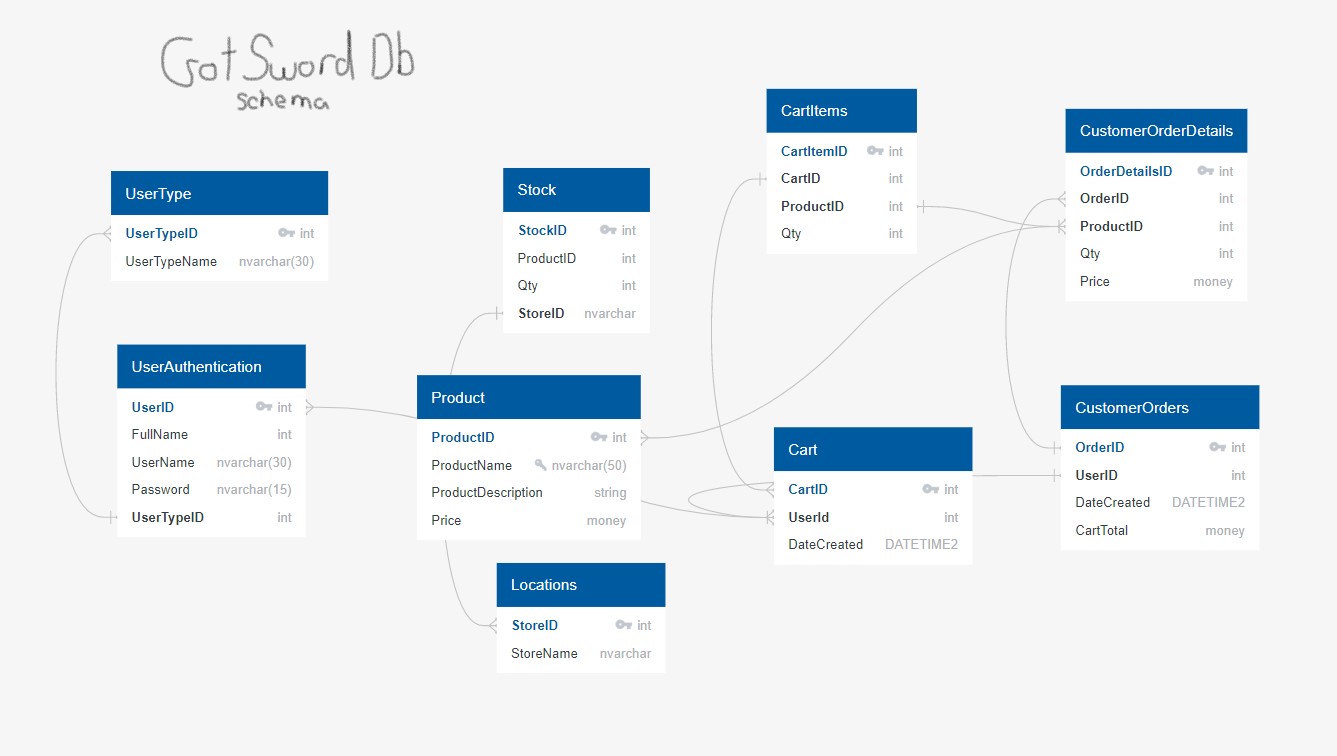 GotSword Db
schema
UserType
UserTypeID int
UserTypeName nvarchar(30)
UserAuthentication
UserID int
FullName int
UserName nvarchar(30)
Password nvarchar(15)
UserTypeID int
Stock
StockID int
ProductID int
Qty int
StoreID nvarchar
Product
ProductID int
ProductName nvarchar(50)
ProductDescription string
Price money
Locations
StoreID int
StoreName nvarchar
CartItems
CartItemID int
CartID int
ProductID int
Qty int
Cart
CartID int
UserId int
DateCreated DATETIME2
CustomerOrderDetails
OrderDetailsID int
OrderID int
ProductID int
Qty int
Price money
CustomerOrders
OrderID int
UserID int
DateCreated DATETIME2
CartTotal money